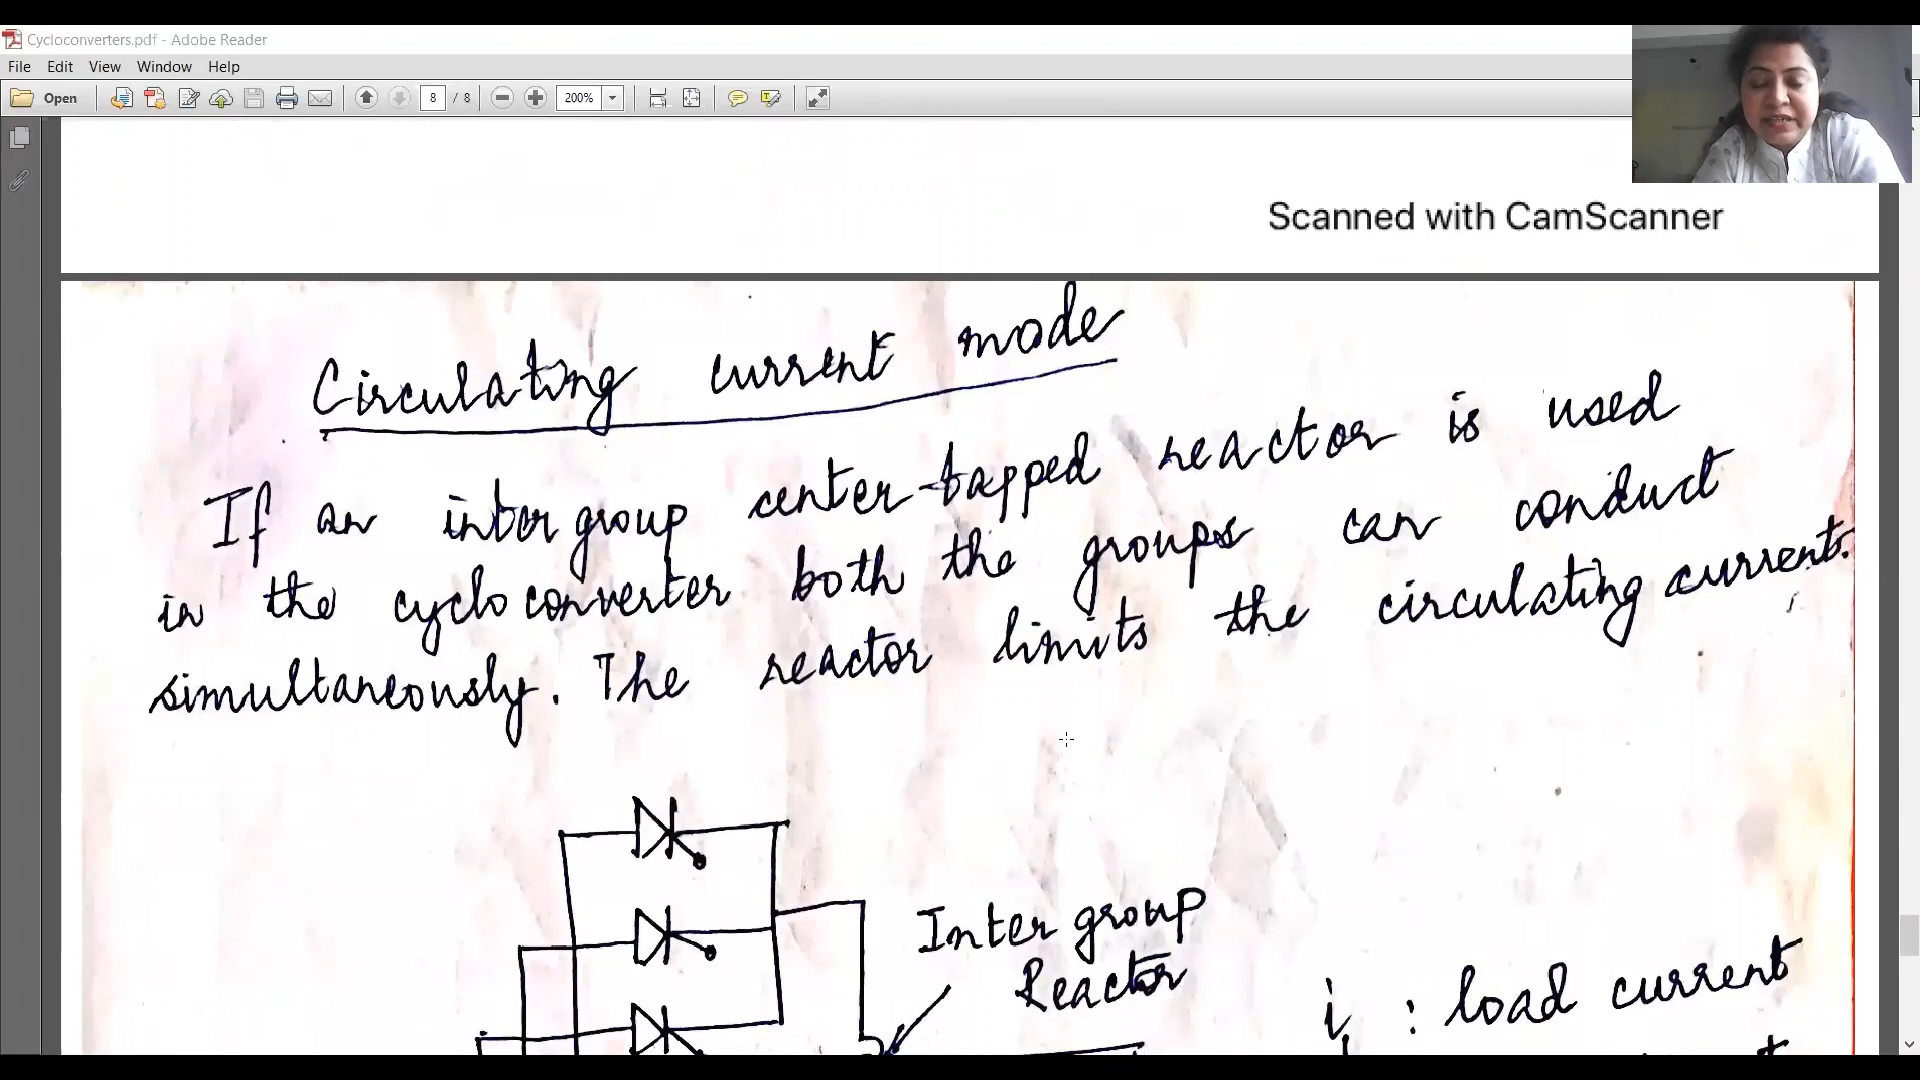 Cycloconverters.pdf - Adobe Reader
File Edit View Window Help
Open 8 / 8 200%
Scanned with CamScanner
Circulating current mode
If an intergroup center-tapped reactor is used
in the cycloconverter both the groups can conduct
simultaneously. The reactor limits the circulating current.
Inter group
Reactor
i : load current